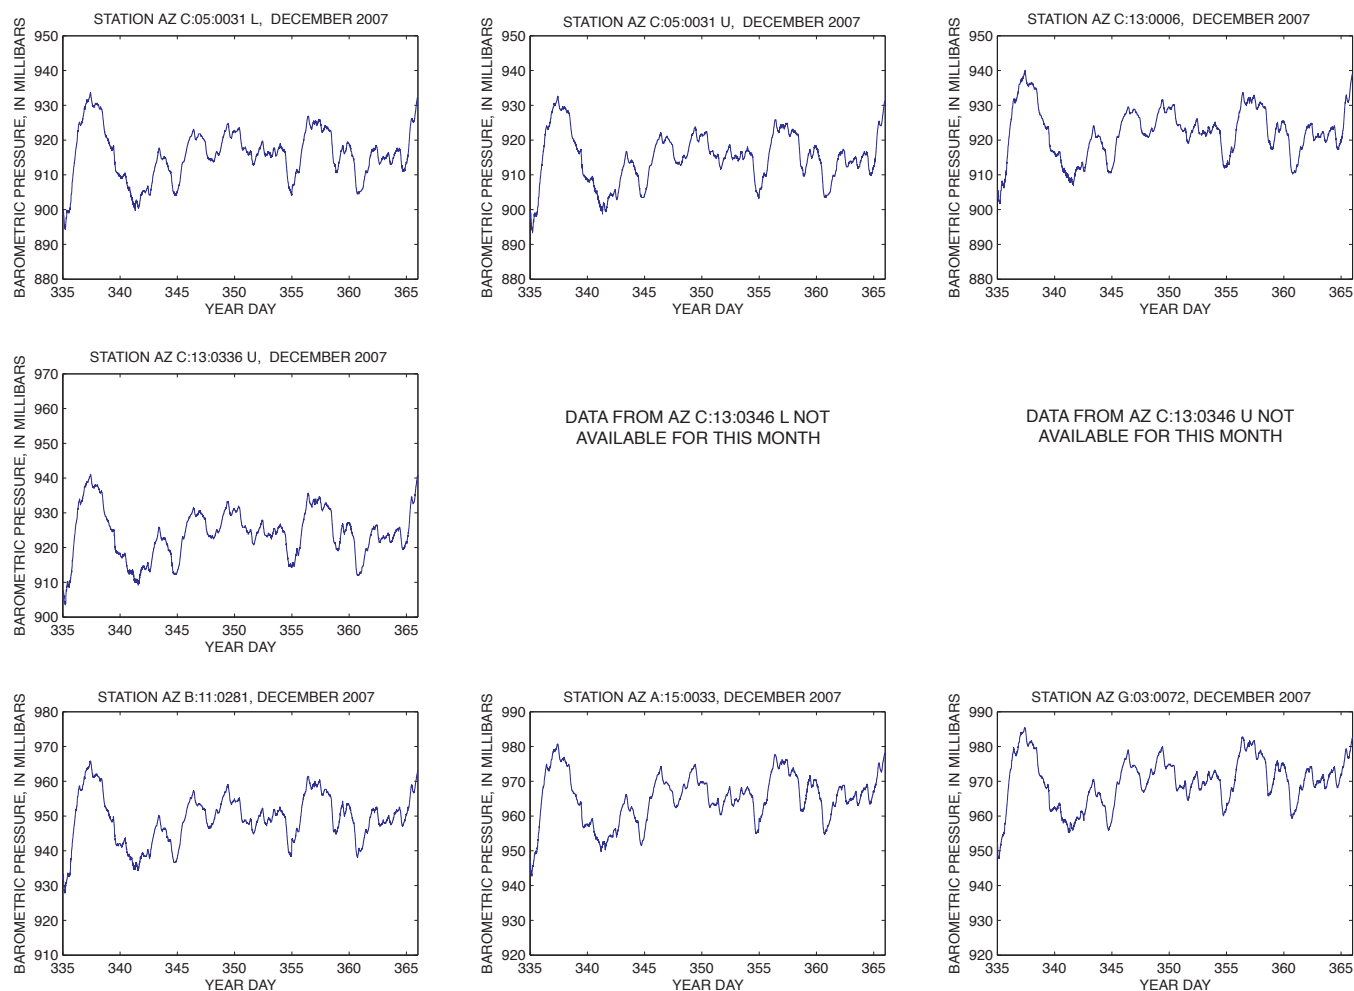 STATION AZ C:05:0031 L,  DECEMBER 2007
BAROMETRIC PRESSURE, IN MILLIBARS
950
940
930
920
910
900
890
880
335 340 345 350 355 360 365
YEAR DAY
STATION AZ C:05:0031 U,  DECEMBER 2007
BAROMETRIC PRESSURE, IN MILLIBARS
950
940
930
920
910
900
890
880
335 340 345 350 355 360 365
YEAR DAY
STATION AZ C:13:0006,  DECEMBER 2007
BAROMETRIC PRESSURE, IN MILLIBARS
950
940
930
920
910
900
890
880
335 340 345 350 355 360 365
YEAR DAY
STATION AZ C:13:0336 U,  DECEMBER 2007
BAROMETRIC PRESSURE, IN MILLIBARS
970
960
950
940
930
920
910
900
335 340 345 350 355 360 365
YEAR DAY
DATA FROM AZ C:13:0346 L NOT
AVAILABLE FOR THIS MONTH
DATA FROM AZ C:13:0346 U NOT
AVAILABLE FOR THIS MONTH
STATION AZ B:11:0281, DECEMBER 2007
BAROMETRIC PRESSURE, IN MILLIBARS
980
970
960
950
940
930
920
910
335 340 345 350 355 360 365
YEAR DAY
STATION AZ A:15:0033, DECEMBER 2007
BAROMETRIC PRESSURE, IN MILLIBARS
990
980
970
960
950
940
930
920
335 340 345 350 355 360 365
YEAR DAY
STATION AZ G:03:0072, DECEMBER 2007
BAROMETRIC PRESSURE, IN MILLIBARS
990
980
970
960
950
940
930
920
335 340 345 350 355 360 365
YEAR DAY